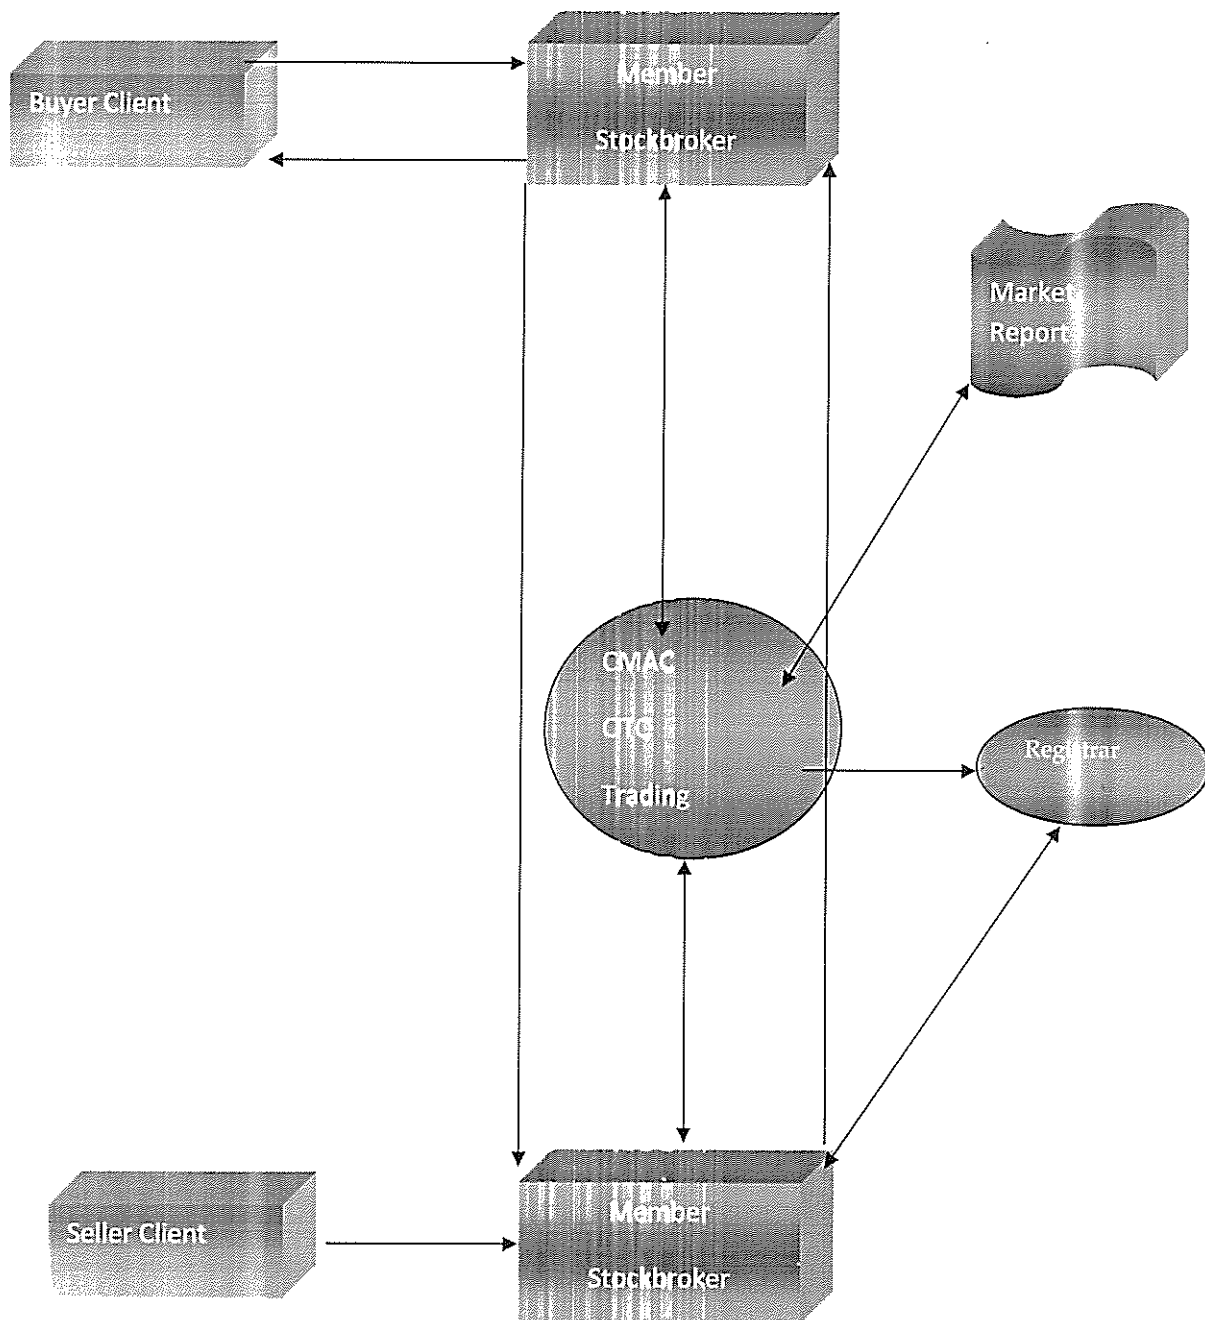 Member
Buyer Client
Stockbroker
Market
Report
CMAC
OTC
Trading
Registrar
Member
Seller Client
Stockbroker